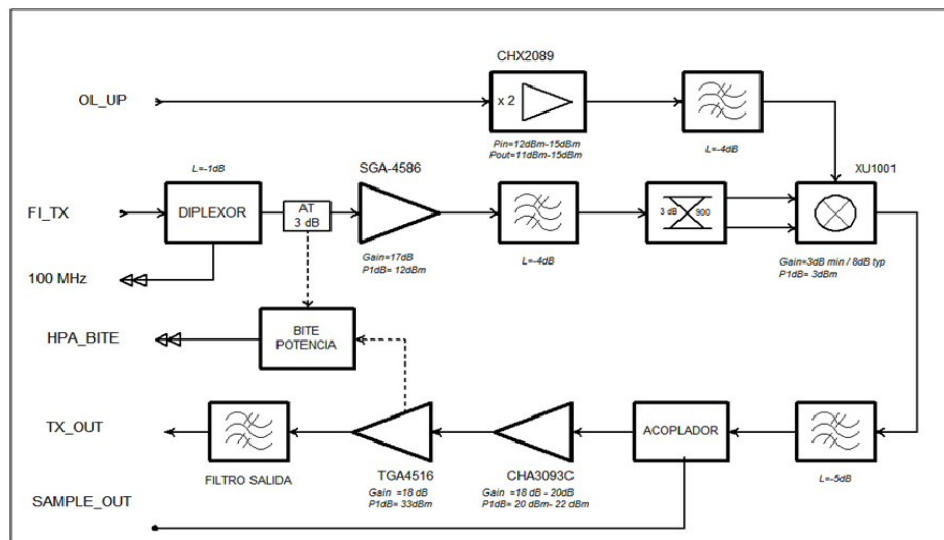 CHX2089
OL_UP
x 2
Pin=12dBm-15dBm
Pout=11dBm-15dBm
L=-4dB
XU1001
L=-1dB
SGA-4586
FI_TX
DIPLEXOR
AT
3 dB
3 dB
900
Gain=17dB
P1dB= 12dBm
L=-4dB
Gain=3dB min / 8dB typ
P1dB= 3dBm
100 MHz
HPA_BITE
BITE
POTENCIA
TX_OUT
ACOPLADOR
FILTRO SALIDA
TGA4516
CHA3093C
L=-5dB
Gain =18 dB
P1dB= 33dBm
Gain =18 dB - 20dB
P1dB= 20 dBm- 22 dBm
SAMPLE_OUT